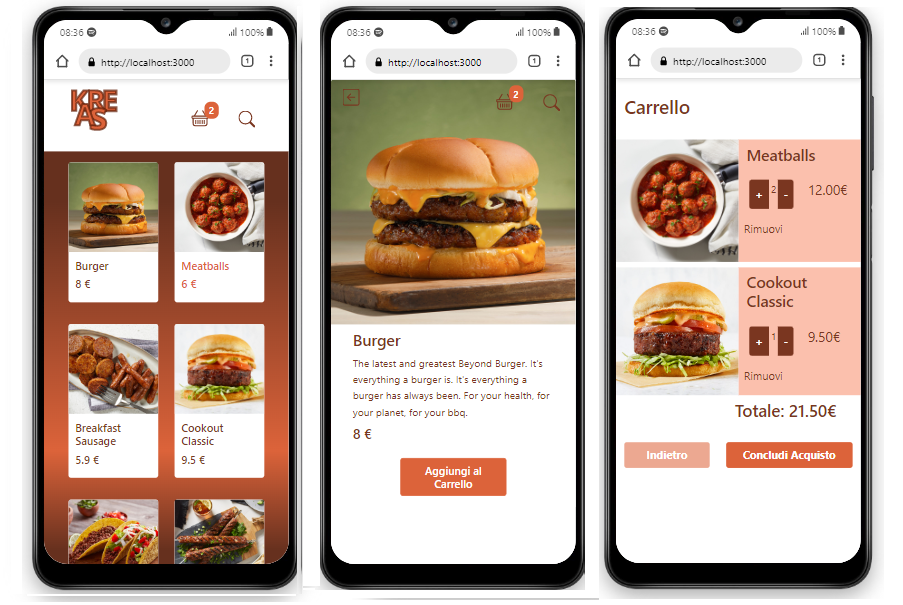 08:36
100%
http://localhost:3000
1
KRE
AS
2
Burger
8 €
Meatballs
6 €
Breakfast
Sausage
5.9 €
Cookout
Classic
9.5 €
08:36
100%
http://localhost:3000
1
2
Burger
The latest and greatest Beyond Burger. It's
everything a burger is. It's everything a
burger has always been. For your health, for
your planet, for your bbq.
8 €
Aggiungi al
Carrello
08:36
100%
http://localhost:3000
1
Carrello
Meatballs
+ 2 - 12.00€
Rimuovi
Cookout
Classic
+ 1 - 9.50€
Rimuovi
Totale: 21.50€
Indietro Concludi Acquisto